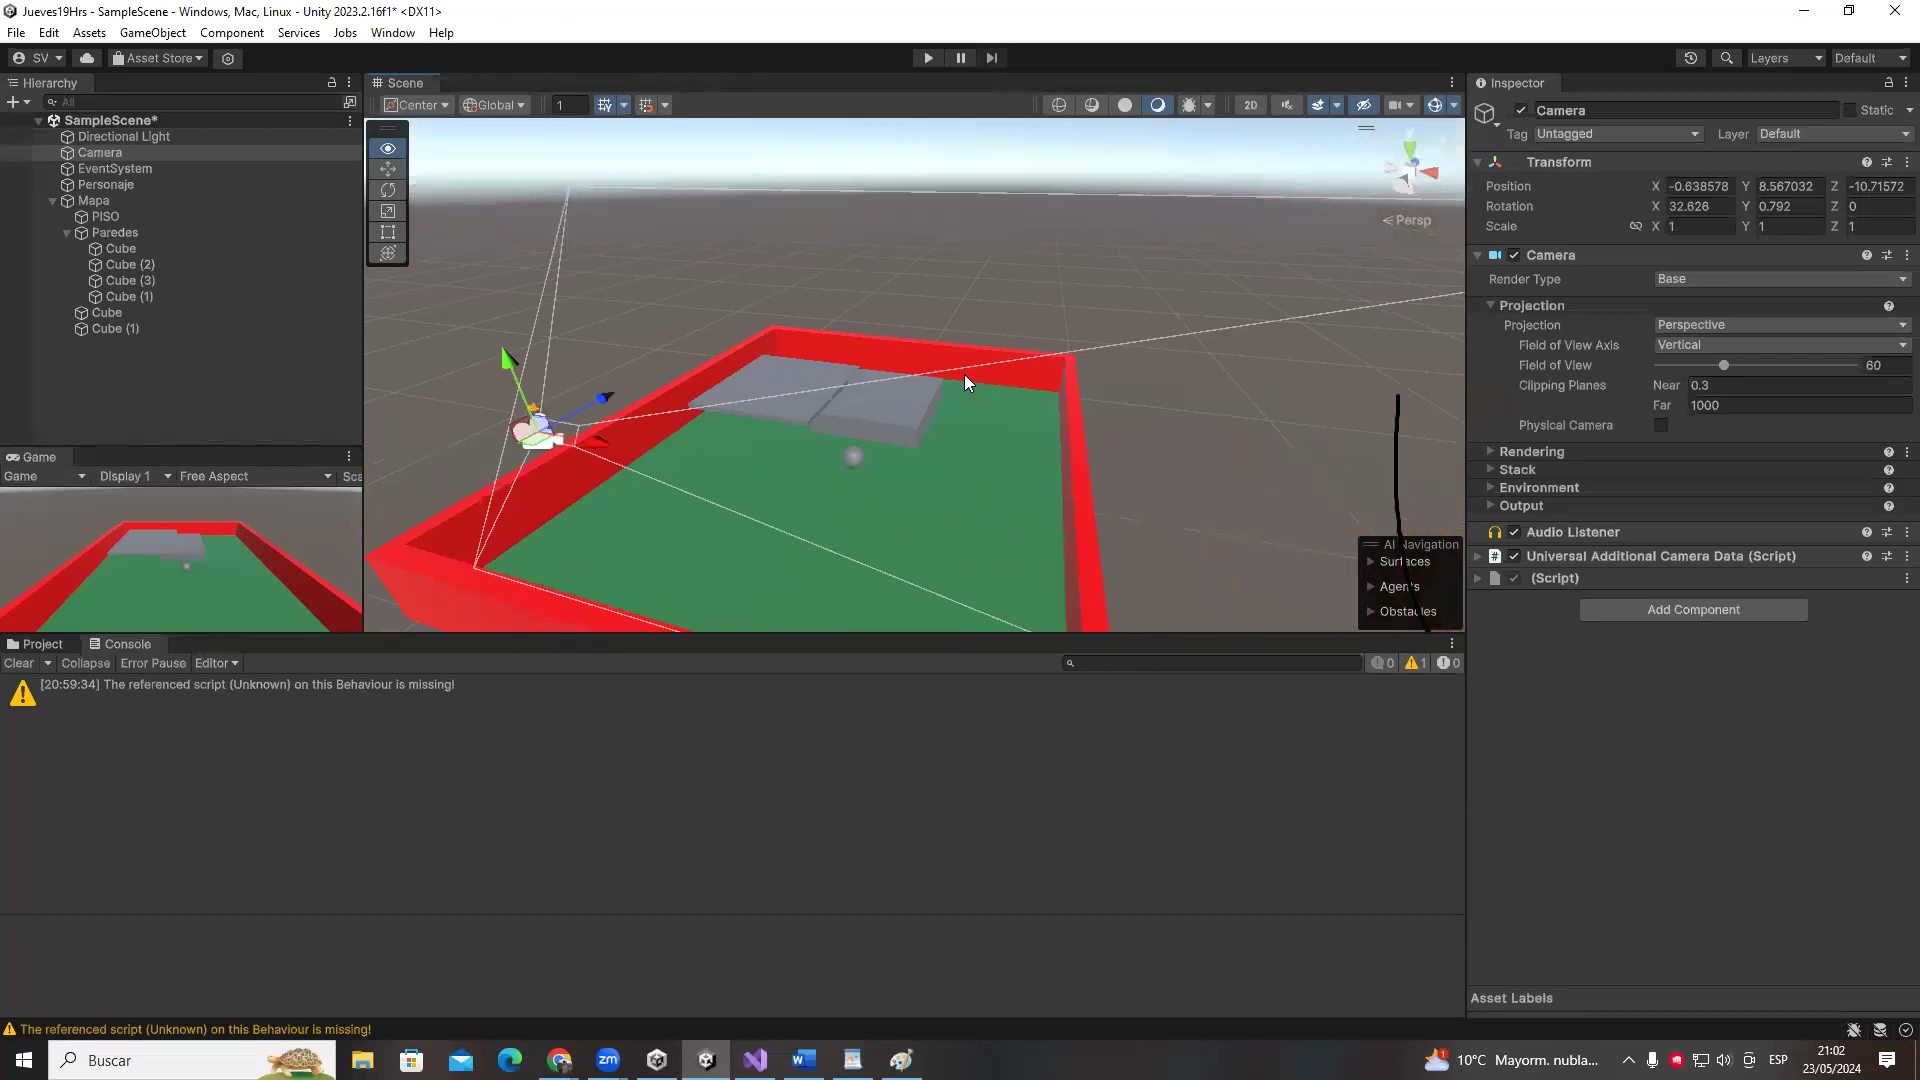 Jueves19Hrs - SampleScene - Windows, Mac, Linux - Unity 2023.2.16f1* <DX11>
File Edit Assets GameObject Component Services Jobs Window Help
SV Asset Store Layers Default
Hierarchy
All
SampleScene*
Directional Light
Camera
EventSystem
Personaje
Mapa
PISO
Paredes
Cube
Cube (2)
Cube (3)
Cube (1)
Cube
Cube (1)
Game
Game Display 1 Free Aspect Sca
Scene
Center Global 1 2D
< Persp
AI Navigation
Surfaces
Agents
Obstacles
Inspector
Camera Static
Tag Untagged Layer Default
Transform
Position X -0.638578 Y 8.567032 Z -10.71572
Rotation X 32.626 Y 0.792 Z 0
Scale X 1 Y 1 Z 1
Camera
Render Type Base
Projection
Projection Perspective
Field of View Axis Vertical
Field of View 60
Clipping Planes Near 0.3
Far 1000
Physical Camera
Rendering
Stack
Environment
Output
Audio Listener
# Universal Additional Camera Data (Script)
(Script)
Add Component
Asset Labels
Project Console
Clear Collapse Error Pause Editor 0 1 0
[20:59:34] The referenced script (Unknown) on this Behaviour is missing!
The referenced script (Unknown) on this Behaviour is missing!
Buscar
zm
10°C Mayorm. nubla...
ESP
21:02
23/05/2024